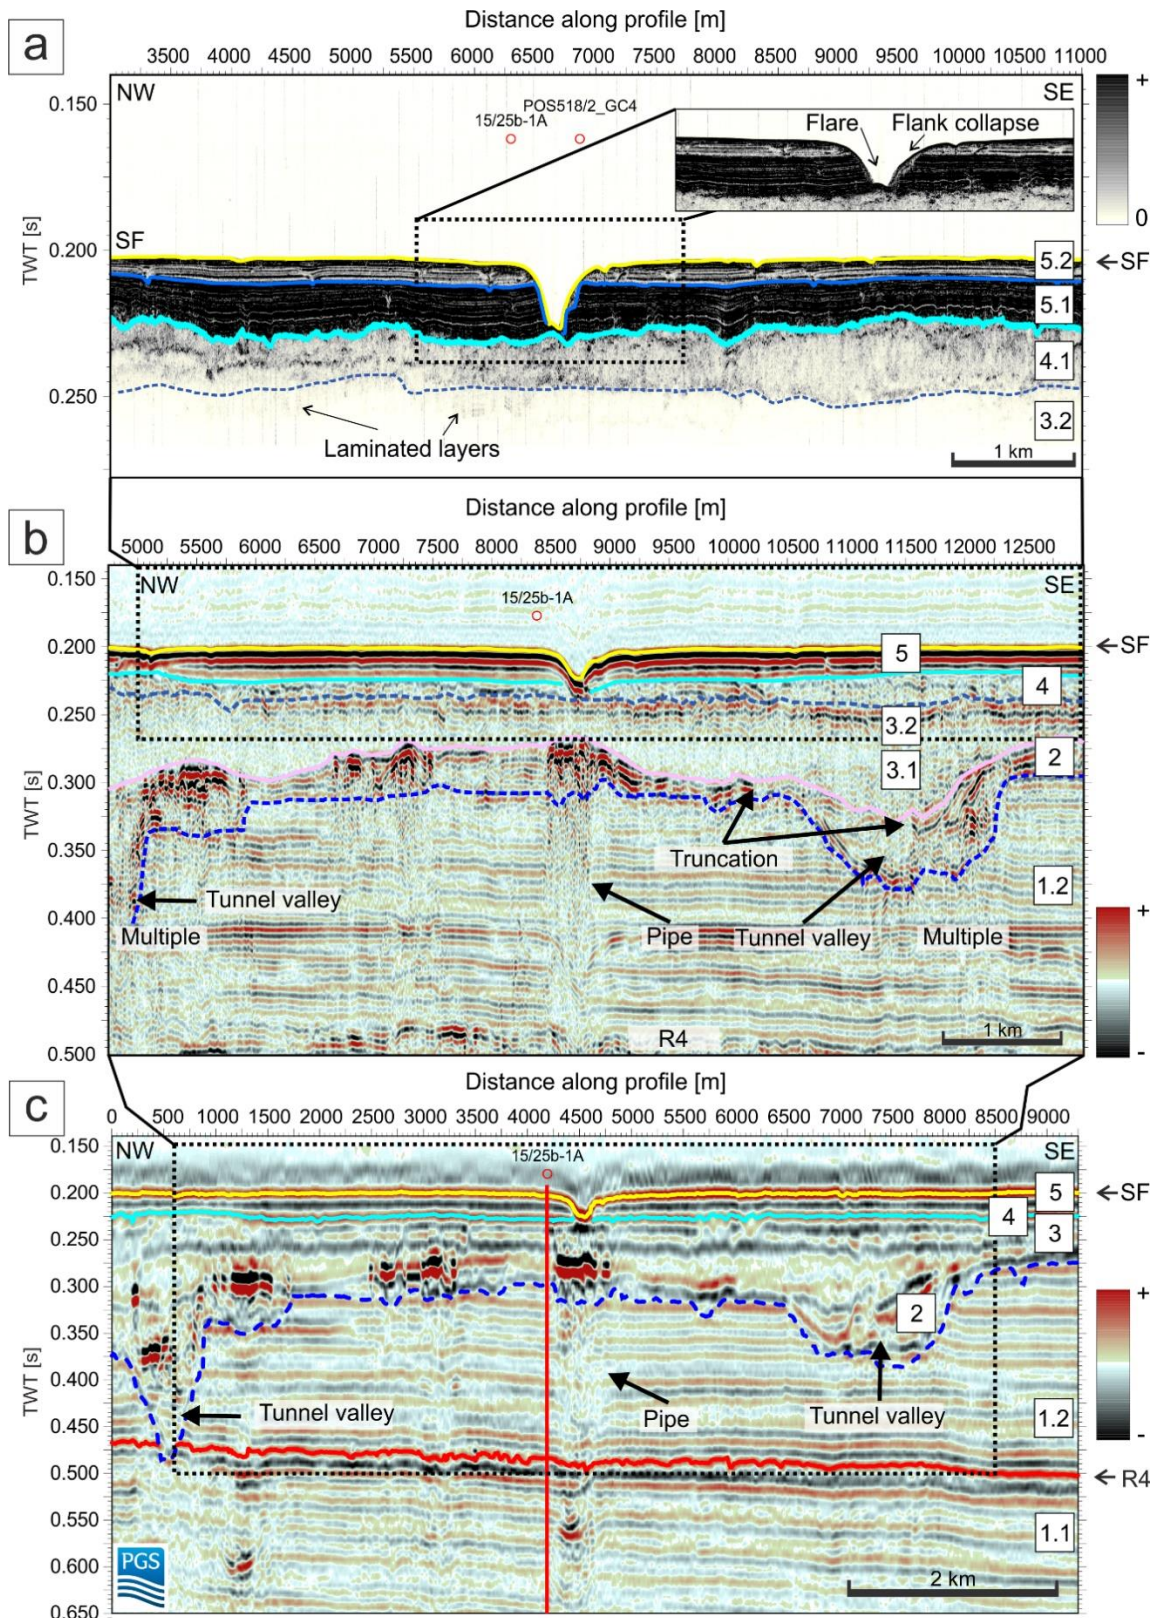 a
Distance along profile [m]
3500 4000 4500 5000 5500 6000 6500 7000 7500 8000 8500 9000 9500 10000 10500 11000
NW
SE
+
0
0.150
0.200
0.250
TWT [s]
POS518/2_GC4
15/25b-1A
Flare
Flank collapse
SF
5.2
SF
5.1
4.1
3.2
Laminated layers
1 km
b
Distance along profile [m]
5000 5500 6000 6500 7000 7500 8000 8500 9000 9500 10000 10500 11000 11500 12000 12500
NW
SE
15/25b-1A
0.150
0.200
0.250
0.300
0.350
0.400
0.450
0.500
TWT [s]
SF
5
4
3.2
3.1
2
1.2
Truncation
Tunnel valley
Pipe
Tunnel valley
Multiple
Multiple
R4
1 km
+
-
c
Distance along profile [m]
0 500 1000 1500 2000 2500 3000 3500 4000 4500 5000 5500 6000 6500 7000 7500 8000 8500 9000
NW
SE
15/25b-1A
0.150
0.200
0.250
0.300
0.350
0.400
0.450
0.500
0.550
0.600
0.650
TWT [s]
5
SF
4
3
2
Tunnel valley
Pipe
Tunnel valley
1.2
R4
1.1
PGS
2 km
+
-